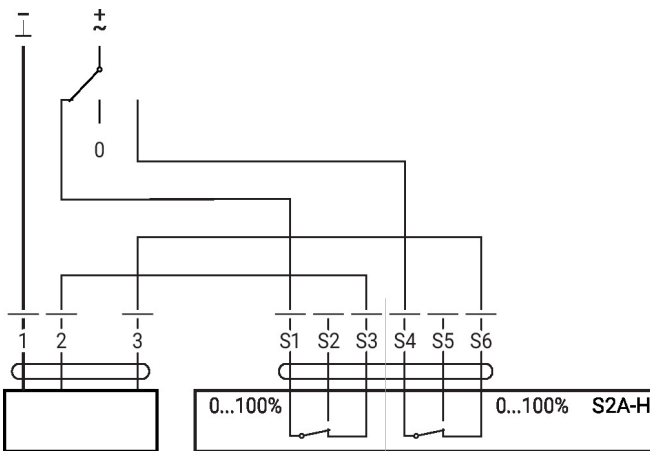 – +
⊥ ~
0
1 2 3 S1 S2 S3 S4 S5 S6
0...100% 0...100% S2A-H